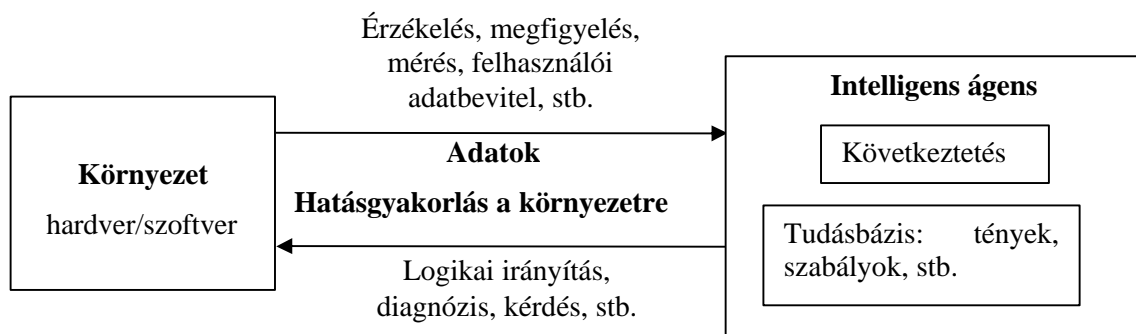 Érzékelés, megfigyelés,
mérés, felhasználói
adatbevitel, stb.
Adatok
Környezet
hardver/szoftver
Hatásgyakorlás a környezetre
Logikai irányítás,
diagnózis, kérdés, stb.
Intelligens ágens
Következtetés
Tudásbázis: tények,
szabályok, stb.